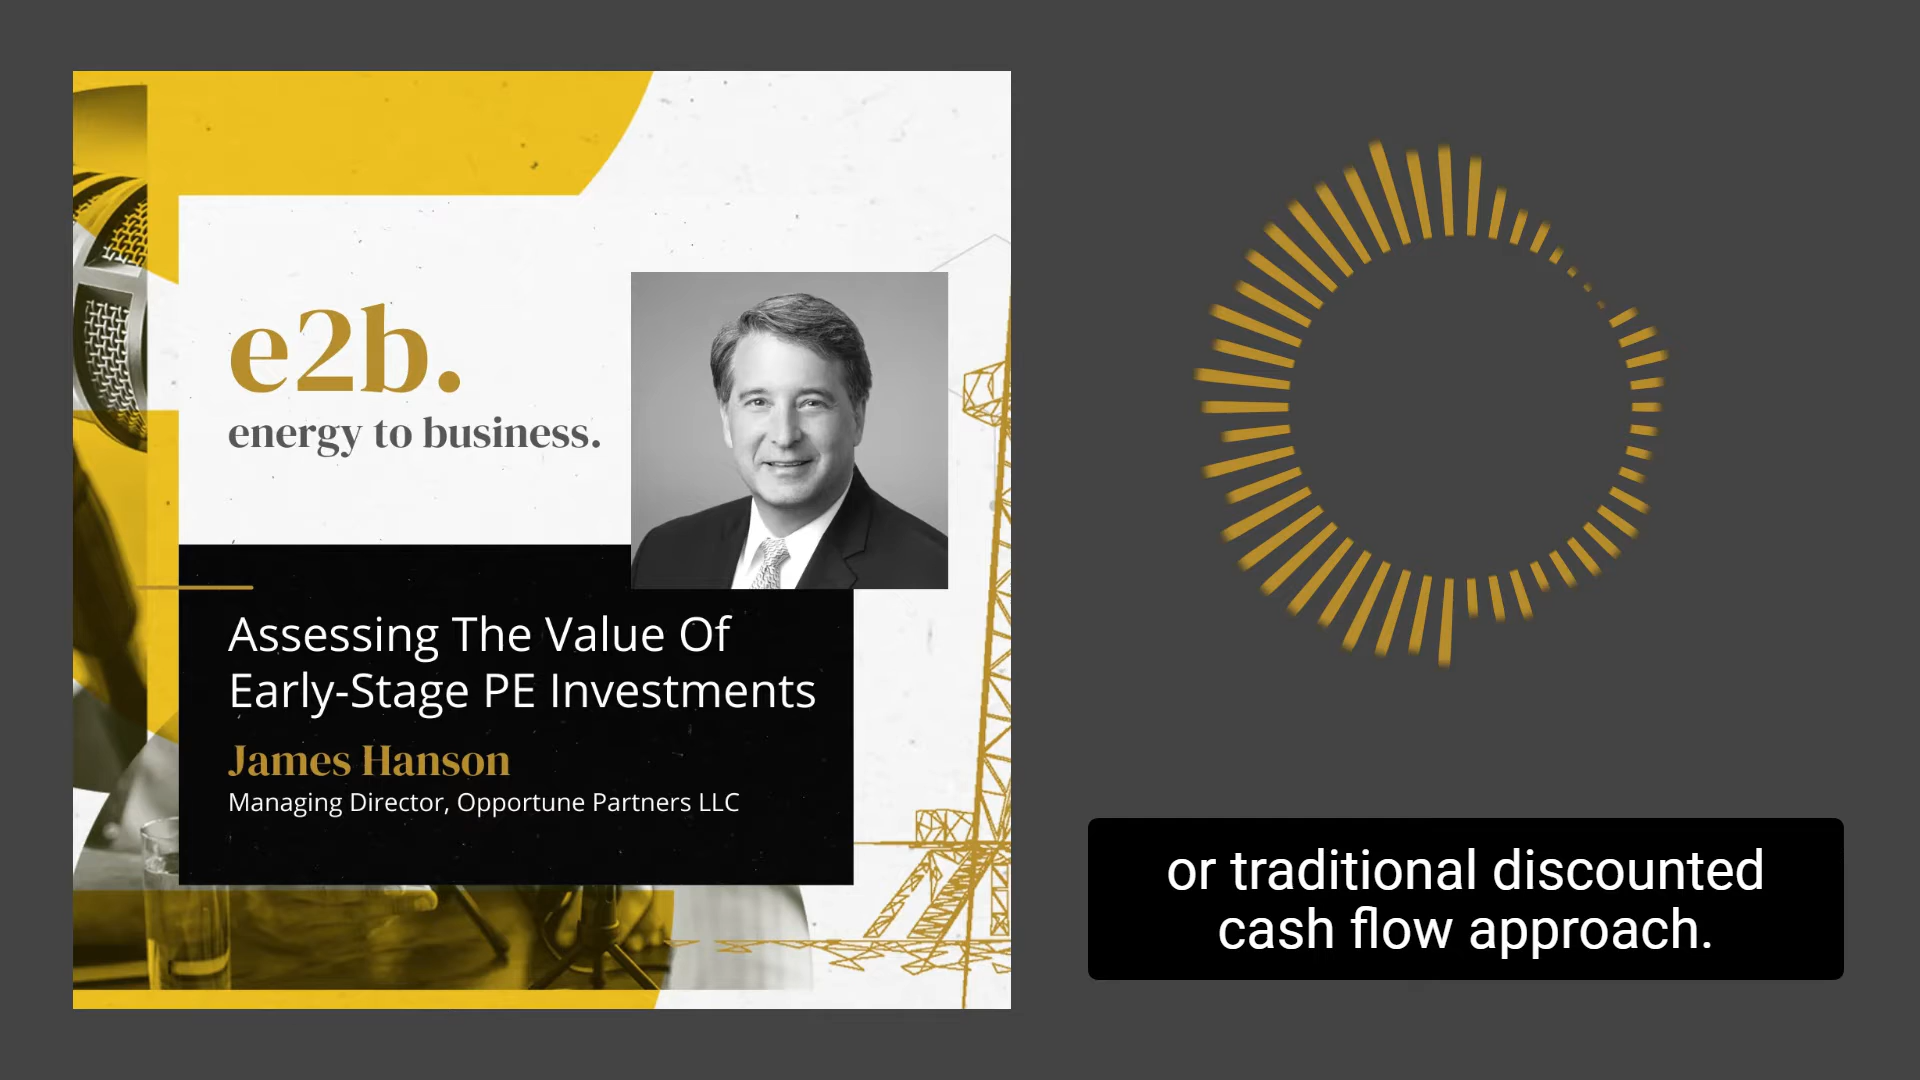 e2b.
energy to business.
Assessing The Value Of
Early-Stage PE Investments
James Hanson
Managing Director, Opportune Partners LLC
or traditional discounted
cash flow approach.